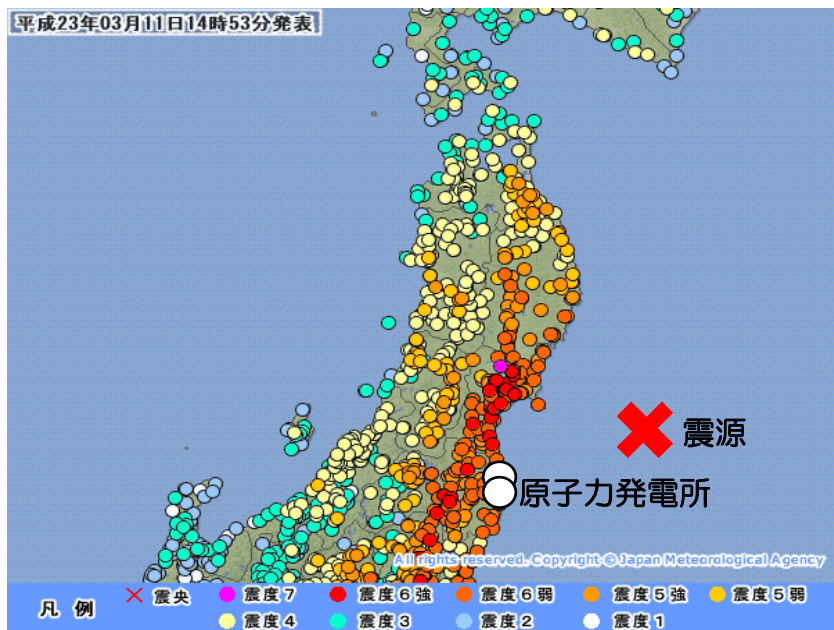 平成23年03月11日14時53分発表
震源
原子力発電所
All rights reserved. Copyright © Japan Meteorological Agency
凡例 震央 震度7 震度6強 震度6弱 震度5強 震度5弱
震度4 震度3 震度2 震度1